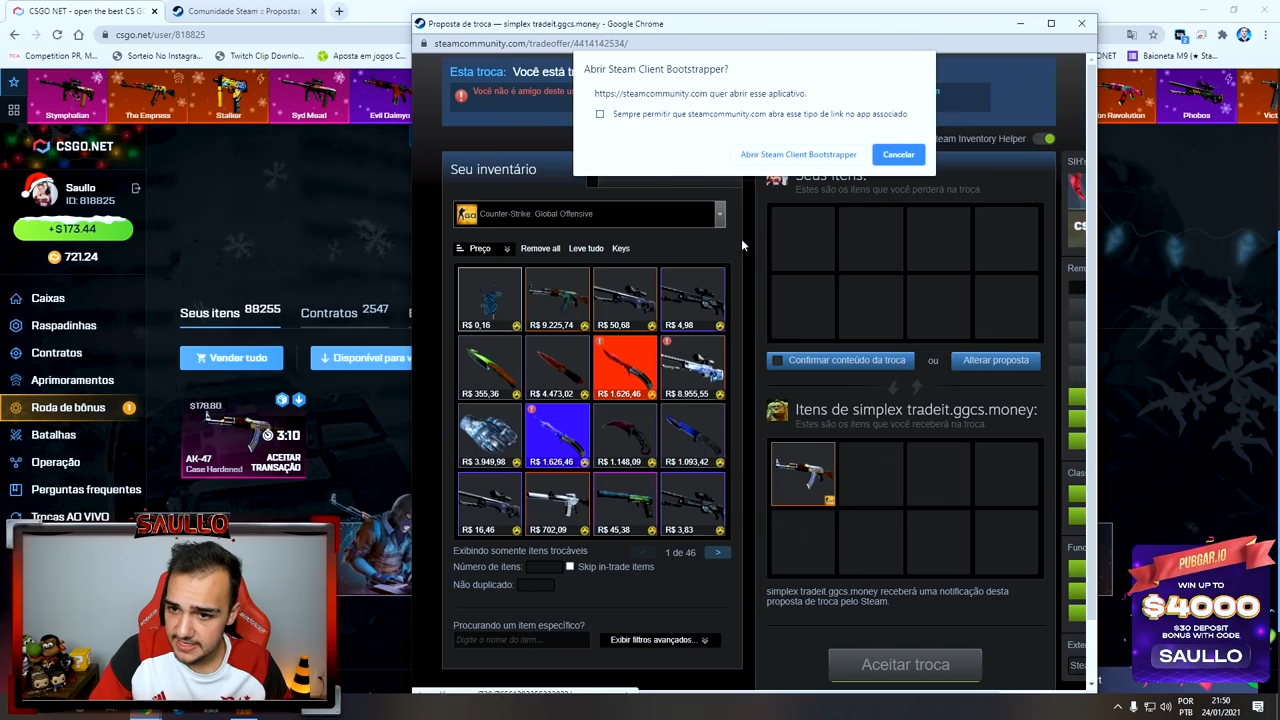 CSGO NET - open the best CS G
Comunidade Steam :: Propostas
csgo.net/user/818825
Competition PR, M...
Sorteio No Instagra...
Twitch Clip Downlo...
Aposta em jo
NET
Baioneta M9 (★ Sta...
Stymphalian
The Empress
Stalker
Syd Mead
Evil Daimyo
on Revolution
Phobos
Vict
CSGO.NET
Saullo
ID: 818825
+$173.44
721.24
Caixas
Raspadinhas
Contratos
Aprimoramentos
Roda de bônus
1
Batalhas
Operação
Perguntas frequentes
Trocas AO VIVO
Seus itens 88255
Contratos 2547
Vender tudo
Disponível para v
$178.80
3:10
ACEITAR
TRANSAÇÃO
AK-47
Case Hardened
Proposta de troca — simplex tradeit.ggcs.money - Google Chrome
steamcommunity.com/tradeoffer/4414142534/
Esta troca: Você está t
Você não é amigo deste us
Abrir Steam Client Bootstrapper?
https://steamcommunity.com quer abrir esse aplicativo.
Sempre permitir que steamcommunity.com abra esse tipo de link no app associado
Abrir Steam Client Bootstrapper
Cancelar
team Inventory Helper
Seu inventário
Counter-Strike: Global Offensive
Preço
Remove all
Leve tudo
Keys
R$ 0,16
R$ 9.225,74
R$ 50,68
R$ 4,98
R$ 355,36
R$ 4.473,02
R$ 1.626,46
R$ 8.955,55
R$ 3.949,98
R$ 1.626,46
R$ 1.148,09
R$ 1.093,42
R$ 16,46
R$ 702,09
R$ 45,38
R$ 3,83
Exibindo somente itens trocáveis
1 de 46
>
Número de itens:
Skip in-trade items
Não duplicado:
Procurando um item específico?
Digite o nome do item...
Exibir filtros avançados...
Seus itens:
Estes são os itens que você perderá na troca.
Confirmar conteúdo da troca
ou
Alterar proposta
Itens de simplex tradeit.ggcs.money:
Estes são os itens que você receberá na troca.
simplex tradeit.ggcs.money receberá uma notificação desta
proposta de troca pelo Steam.
Aceitar troca
SIH's
CS
Rem
Clas
Func
Exte
Stea
SAULLO
PUBGAR.IO
WIN UP TO
$4000
$30 DEPOSIT
BONUS WITH CODE
SAULLO
POR
PTB
21:50
24/01/2021